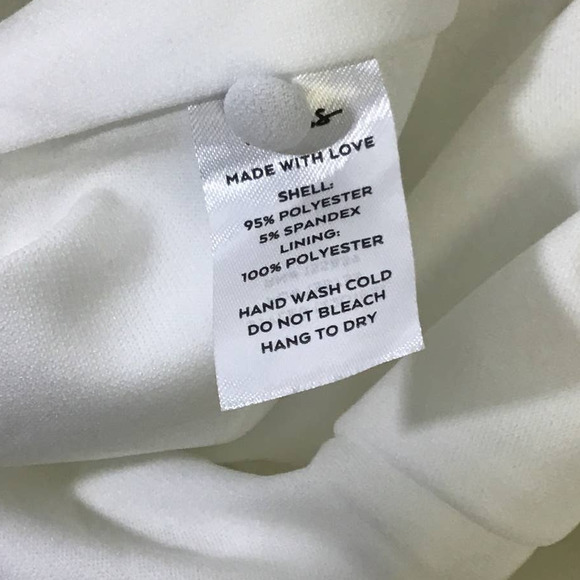 MADE WITH LOVE
SHELL:
95% POLYESTER
5% SPANDEX
LINING:
100% POLYESTER
HAND WASH COLD
DO NOT BLEACH
HANG TO DRY